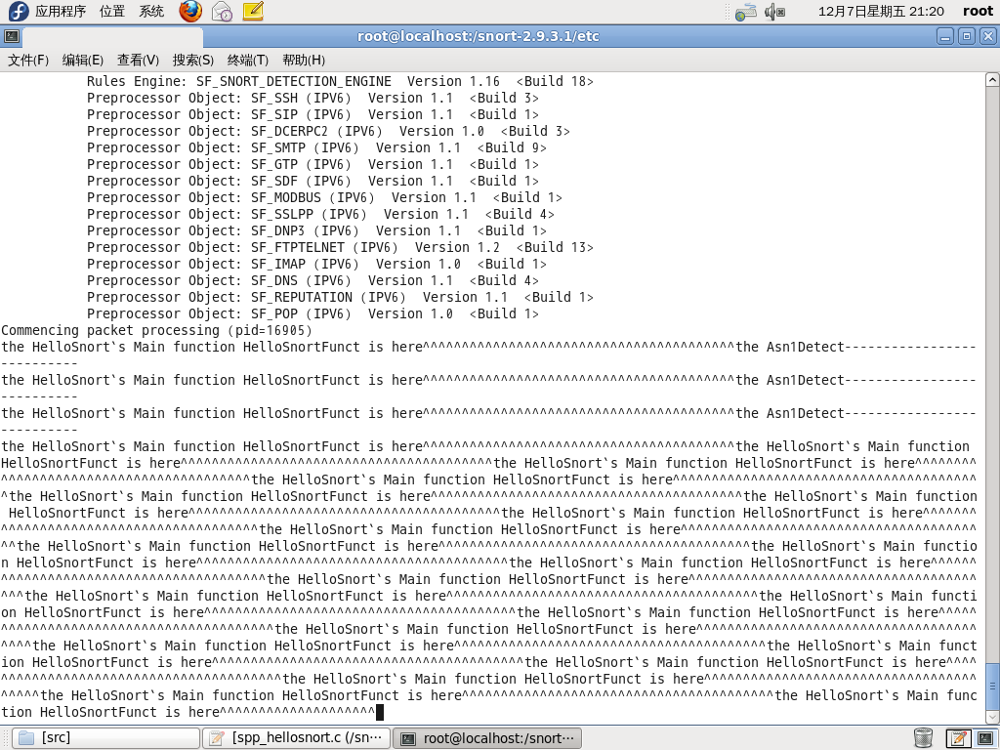 应用程序 位置 系统 12月7日星期五 21:20 root
root@localhost:/snort-2.9.3.1/etc
文件(F) 编辑(E) 查看(V) 搜索(S) 终端(T) 帮助(H)
Rules Engine: SF_SNORT_DETECTION_ENGINE  Version 1.16  <Build 18>
Preprocessor Object: SF_SSH (IPV6)  Version 1.1  <Build 3>
Preprocessor Object: SF_SIP (IPV6)  Version 1.1  <Build 1>
Preprocessor Object: SF_DCERPC2 (IPV6)  Version 1.0  <Build 3>
Preprocessor Object: SF_SMTP (IPV6)  Version 1.1  <Build 9>
Preprocessor Object: SF_GTP (IPV6)  Version 1.1  <Build 1>
Preprocessor Object: SF_SDF (IPV6)  Version 1.1  <Build 1>
Preprocessor Object: SF_MODBUS (IPV6)  Version 1.1  <Build 1>
Preprocessor Object: SF_SSLPP (IPV6)  Version 1.1  <Build 4>
Preprocessor Object: SF_DNP3 (IPV6)  Version 1.1  <Build 1>
Preprocessor Object: SF_FTPTELNET (IPV6)  Version 1.2  <Build 13>
Preprocessor Object: SF_IMAP (IPV6)  Version 1.0  <Build 1>
Preprocessor Object: SF_DNS (IPV6)  Version 1.1  <Build 4>
Preprocessor Object: SF_REPUTATION (IPV6)  Version 1.1  <Build 1>
Preprocessor Object: SF_POP (IPV6)  Version 1.0  <Build 1>
Commencing packet processing (pid=16905)
the HelloSnort`s Main function HelloSnortFunct is here^^^^^^^^^^^^^^^^^^^^^^^^^^^^^^^^^^^^^^^^the Asn1Detect-----------------
----------
the HelloSnort`s Main function HelloSnortFunct is here^^^^^^^^^^^^^^^^^^^^^^^^^^^^^^^^^^^^^^^^the Asn1Detect-----------------
----------
the HelloSnort`s Main function HelloSnortFunct is here^^^^^^^^^^^^^^^^^^^^^^^^^^^^^^^^^^^^^^^^the Asn1Detect-----------------
----------
the HelloSnort`s Main function HelloSnortFunct is here^^^^^^^^^^^^^^^^^^^^^^^^^^^^^^^^^^^^^^^^the HelloSnort`s Main function
HelloSnortFunct is here^^^^^^^^^^^^^^^^^^^^^^^^^^^^^^^^^^^^^^^^the HelloSnort`s Main function HelloSnortFunct is here^^^^^^^^
^^^^^^^^^^^^^^^^^^^^^^^^^^^^^^^^the HelloSnort`s Main function HelloSnortFunct is here^^^^^^^^^^^^^^^^^^^^^^^^^^^^^^^^^^^^^^^
^the HelloSnort`s Main function HelloSnortFunct is here^^^^^^^^^^^^^^^^^^^^^^^^^^^^^^^^^^^^^^^^the HelloSnort`s Main function
 HelloSnortFunct is here^^^^^^^^^^^^^^^^^^^^^^^^^^^^^^^^^^^^^^^^the HelloSnort`s Main function HelloSnortFunct is here^^^^^^^
^^^^^^^^^^^^^^^^^^^^^^^^^^^^^^^^^the HelloSnort`s Main function HelloSnortFunct is here^^^^^^^^^^^^^^^^^^^^^^^^^^^^^^^^^^^^^^
^^the HelloSnort`s Main function HelloSnortFunct is here^^^^^^^^^^^^^^^^^^^^^^^^^^^^^^^^^^^^^^^^the HelloSnort`s Main functio
n HelloSnortFunct is here^^^^^^^^^^^^^^^^^^^^^^^^^^^^^^^^^^^^^^^^the HelloSnort`s Main function HelloSnortFunct is here^^^^^^
^^^^^^^^^^^^^^^^^^^^^^^^^^^^^^^^^^the HelloSnort`s Main function HelloSnortFunct is here^^^^^^^^^^^^^^^^^^^^^^^^^^^^^^^^^^^^^
^^^the HelloSnort`s Main function HelloSnortFunct is here^^^^^^^^^^^^^^^^^^^^^^^^^^^^^^^^^^^^^^^^the HelloSnort`s Main functi
on HelloSnortFunct is here^^^^^^^^^^^^^^^^^^^^^^^^^^^^^^^^^^^^^^^^the HelloSnort`s Main function HelloSnortFunct is here^^^^^
^^^^^^^^^^^^^^^^^^^^^^^^^^^^^^^^^^^the HelloSnort`s Main function HelloSnortFunct is here^^^^^^^^^^^^^^^^^^^^^^^^^^^^^^^^^^^^
^^^^the HelloSnort`s Main function HelloSnortFunct is here^^^^^^^^^^^^^^^^^^^^^^^^^^^^^^^^^^^^^^^^the HelloSnort`s Main funct
ion HelloSnortFunct is here^^^^^^^^^^^^^^^^^^^^^^^^^^^^^^^^^^^^^^^^the HelloSnort`s Main function HelloSnortFunct is here^^^^
^^^^^^^^^^^^^^^^^^^^^^^^^^^^^^^^^^^^the HelloSnort`s Main function HelloSnortFunct is here^^^^^^^^^^^^^^^^^^^^^^^^^^^^^^^^^^^
^^^^^the HelloSnort`s Main function HelloSnortFunct is here^^^^^^^^^^^^^^^^^^^^^^^^^^^^^^^^^^^^^^^^the HelloSnort`s Main func
tion HelloSnortFunct is here^^^^^^^^^^^^^^^^^^^^
[src] [spp_hellosnort.c (/sn… root@localhost:/snort…